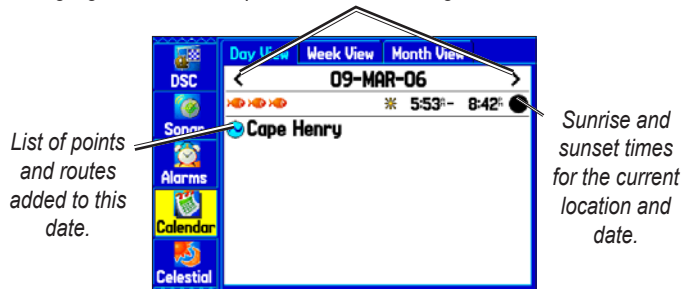 Day View Week View Month View
DSC
< 09-MAR-06 >
5:53 - 8:42
Sonar
Cape Henry
List of points
and routes
added to this
date.
Alarms
Calendar
Celestial
Sunrise and
sunset times
for the current
location and
date.